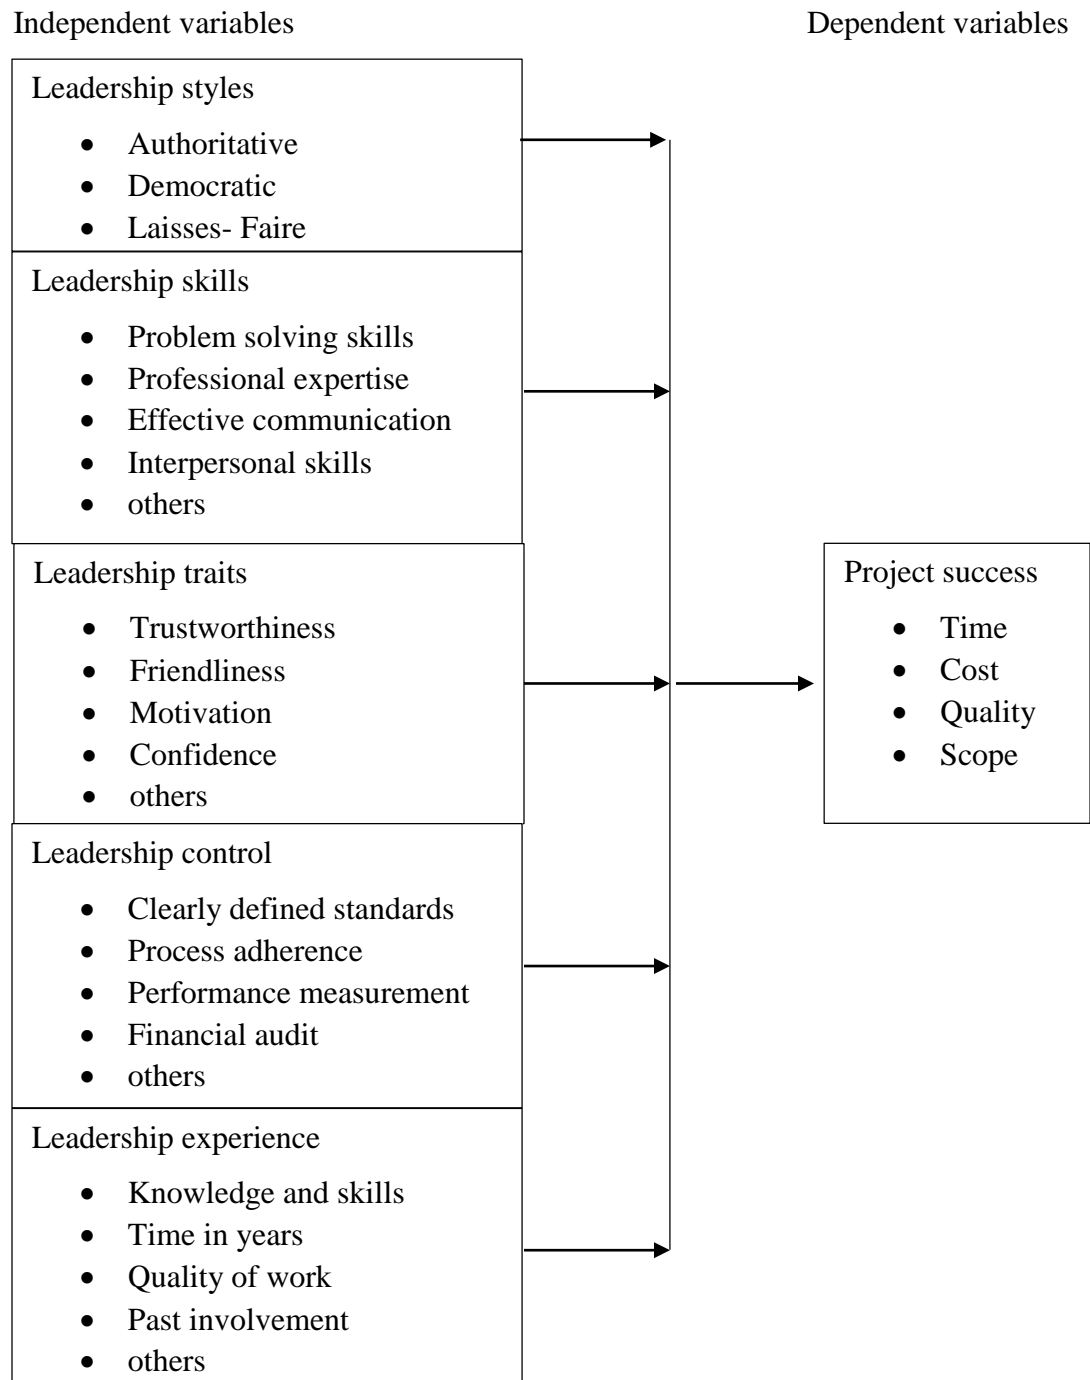 Independent variables
Dependent variables
Leadership styles
• Authoritative
• Democratic
• Laisses- Faire
Leadership skills
• Problem solving skills
• Professional expertise
• Effective communication
• Interpersonal skills
• others
Leadership traits
• Trustworthiness
• Friendliness
• Motivation
• Confidence
• others
Leadership control
• Clearly defined standards
• Process adherence
• Performance measurement
• Financial audit
• others
Leadership experience
• Knowledge and skills
• Time in years
• Quality of work
• Past involvement
• others
Project success
• Time
• Cost
• Quality
• Scope